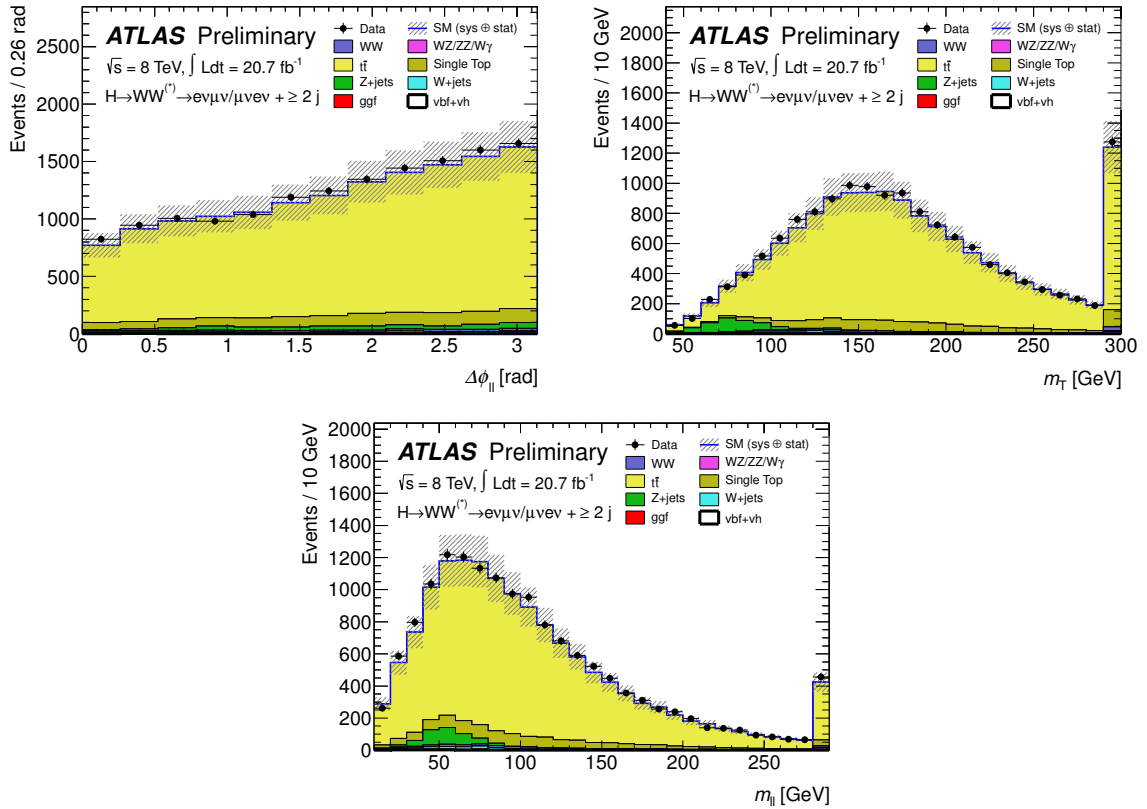 Events / 0.26 rad
2500
2000
1500
1000
500
0
ATLAS Preliminary
√s = 8 TeV, ∫ Ldt = 20.7 fb⁻¹
H→WW⁽*⁾→eνμν/μνeν + ≥ 2 j
Data
WW
tt̄
Z+jets
ggf
SM (sys ⊕ stat)
WZ/ZZ/Wγ
Single Top
W+jets
vbf+vh
0 0.5 1 1.5 2 2.5 3
Δϕ_ll [rad]
Events / 10 GeV
2000
1800
1600
1400
1200
1000
800
600
400
200
0
ATLAS Preliminary
√s = 8 TeV, ∫ Ldt = 20.7 fb⁻¹
H→WW⁽*⁾→eνμν/μνeν + ≥ 2 j
Data
WW
tt̄
Z+jets
ggf
SM (sys ⊕ stat)
WZ/ZZ/Wγ
Single Top
W+jets
vbf+vh
50 100 150 200 250 300
m_T [GeV]
Events / 10 GeV
2000
1800
1600
1400
1200
1000
800
600
400
200
0
ATLAS Preliminary
√s = 8 TeV, ∫ Ldt = 20.7 fb⁻¹
H→WW⁽*⁾→eνμν/μνeν + ≥ 2 j
Data
WW
tt̄
Z+jets
ggf
SM (sys ⊕ stat)
WZ/ZZ/Wγ
Single Top
W+jets
vbf+vh
50 100 150 200 250
m_ll [GeV]